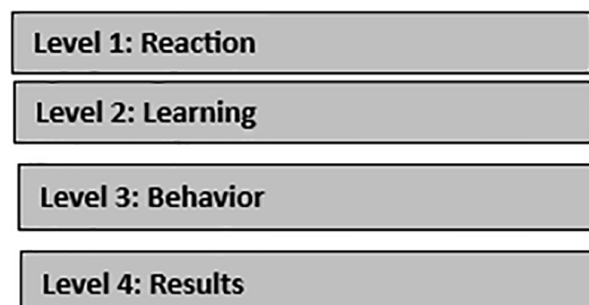 Level 1: Reaction
Level 2: Learning
Level 3: Behavior
Level 4: Results